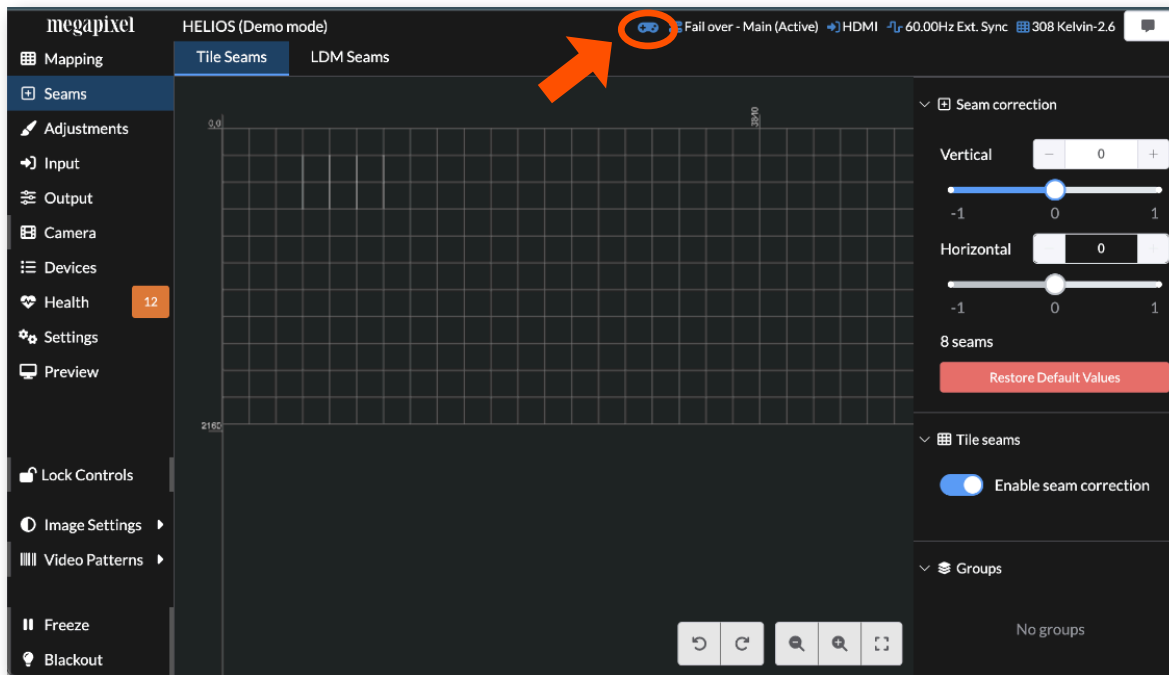 megapixel
HELIOS (Demo mode)
Fail over - Main (Active)
HDMI
60.00Hz Ext. Sync
308 Kelvin-2.6
Mapping
Seams
Adjustments
Input
Output
Camera
Devices
Health
12
Settings
Preview
Lock Controls
Image Settings
Video Patterns
Freeze
Blackout
Tile Seams
LDM Seams
0,0
3840
2160
Seam correction
Vertical
0
-1
0
1
Horizontal
0
-1
0
1
8 seams
Restore Default Values
Tile seams
Enable seam correction
Groups
No groups